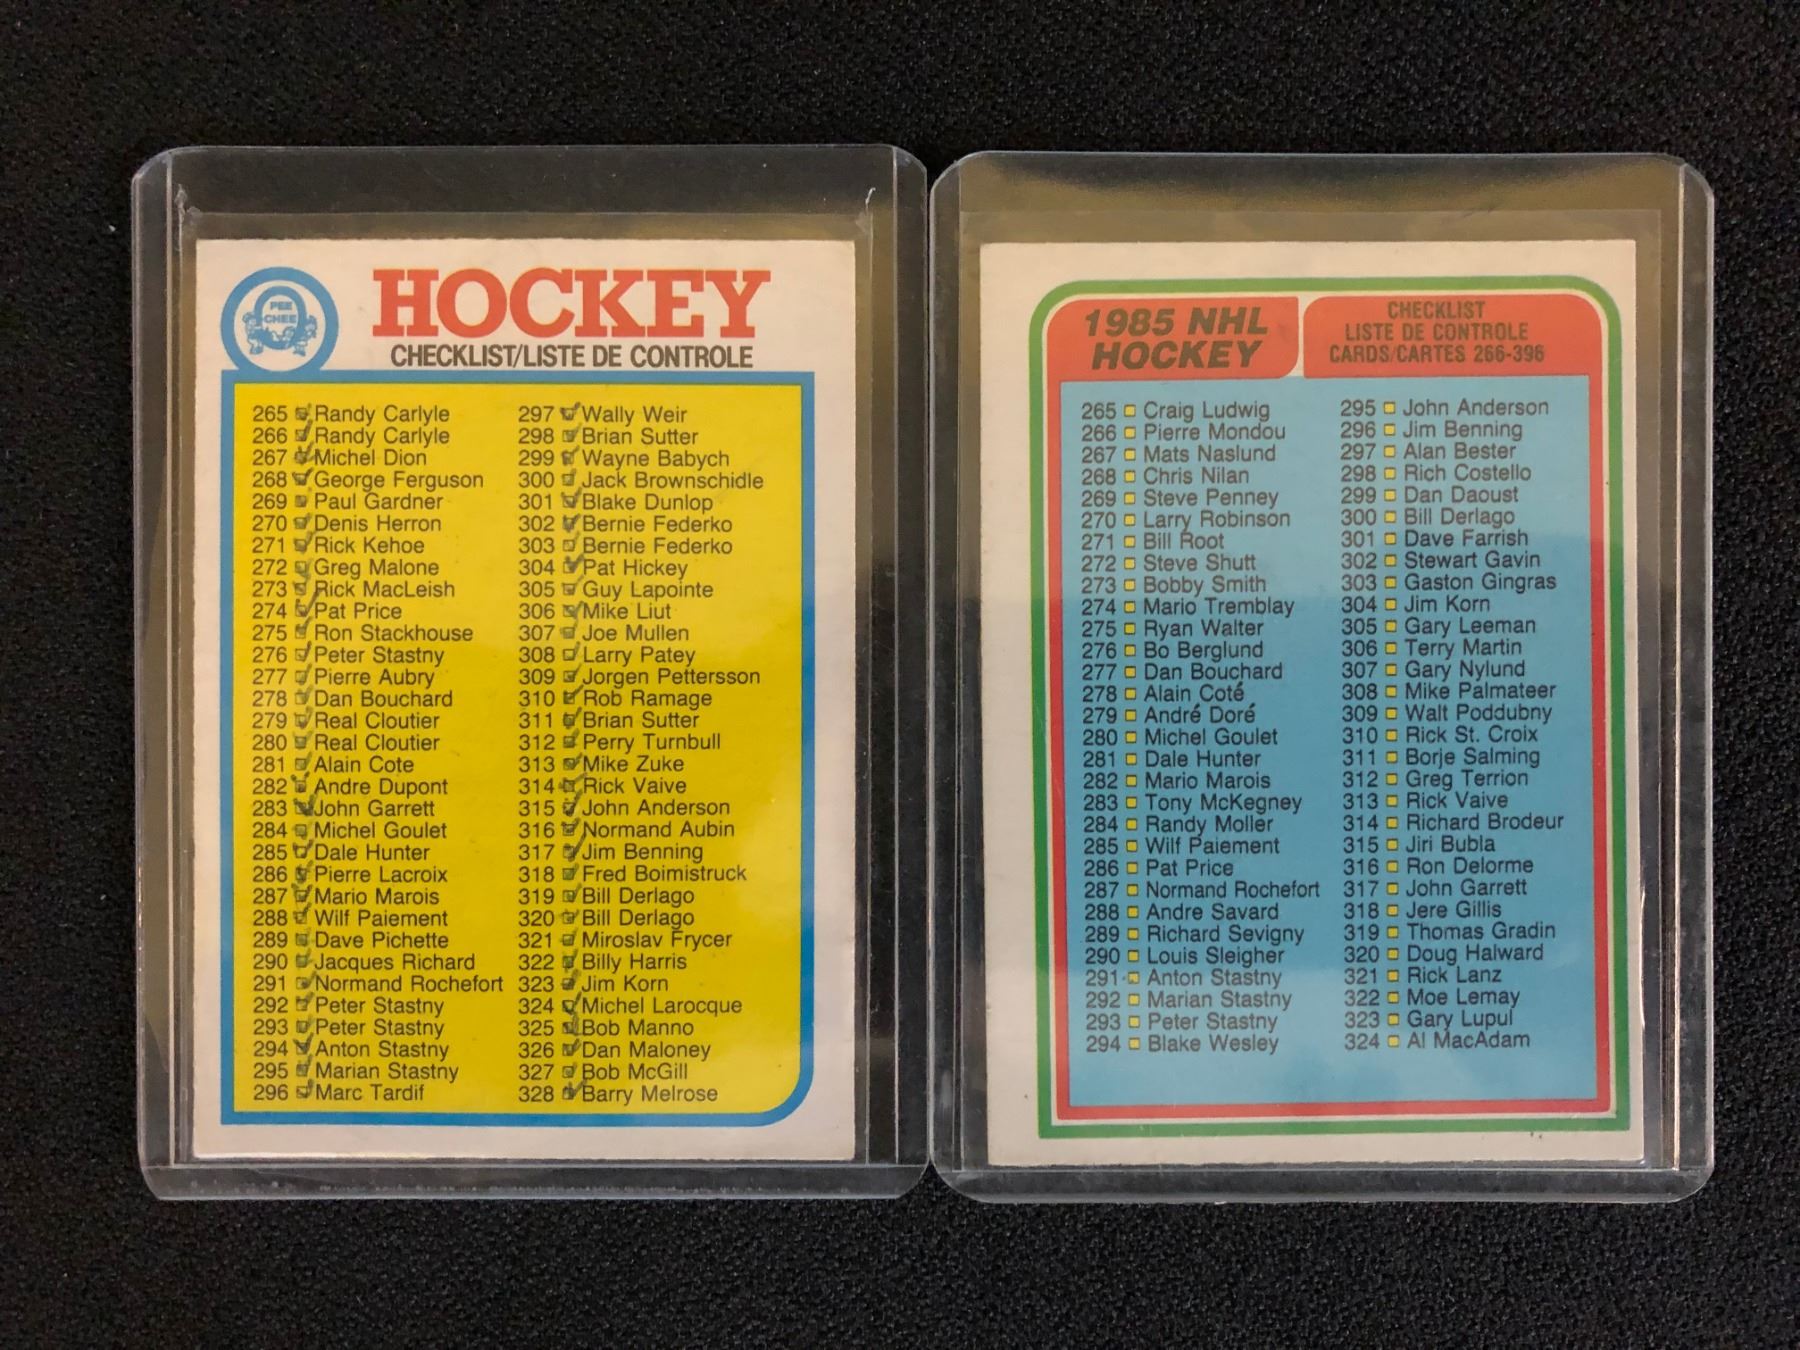 PEE
CHEE
HOCKEY
CHECKLIST/LISTE DE CONTROLE
265 Randy Carlyle
266 Randy Carlyle
267 Michel Dion
268 George Ferguson
269 Paul Gardner
270 Denis Herron
271 Rick Kehoe
272 Greg Malone
273 Rick MacLeish
274 Pat Price
275 Ron Stackhouse
276 Peter Stastny
277 Pierre Aubry
278 Dan Bouchard
279 Real Cloutier
280 Real Cloutier
281 Alain Cote
282 Andre Dupont
283 John Garrett
284 Michel Goulet
285 Dale Hunter
286 Pierre Lacroix
287 Mario Marois
288 Wilf Paiement
289 Dave Pichette
290 Jacques Richard
291 Normand Rochefort
292 Peter Stastny
293 Peter Stastny
294 Anton Stastny
295 Marian Stastny
296 Marc Tardif
297 Wally Weir
298 Brian Sutter
299 Wayne Babych
300 Jack Brownschidle
301 Blake Dunlop
302 Bernie Federko
303 Bernie Federko
304 Pat Hickey
305 Guy Lapointe
306 Mike Liut
307 Joe Mullen
308 Larry Patey
309 Jorgen Pettersson
310 Rob Ramage
311 Brian Sutter
312 Perry Turnbull
313 Mike Zuke
314 Rick Vaive
315 John Anderson
316 Normand Aubin
317 Jim Benning
318 Fred Boimistruck
319 Bill Derlago
320 Bill Derlago
321 Miroslav Frycer
322 Billy Harris
323 Jim Korn
324 Michel Larocque
325 Bob Manno
326 Dan Maloney
327 Bob McGill
328 Barry Melrose
1985 NHL
HOCKEY
CHECKLIST
LISTE DE CONTROLE
CARDS/CARTES 266-396
265 Craig Ludwig
266 Pierre Mondou
267 Mats Naslund
268 Chris Nilan
269 Steve Penney
270 Larry Robinson
271 Bill Root
272 Steve Shutt
273 Bobby Smith
274 Mario Tremblay
275 Ryan Walter
276 Bo Berglund
277 Dan Bouchard
278 Alain Coté
279 André Doré
280 Michel Goulet
281 Dale Hunter
282 Mario Marois
283 Tony McKegney
284 Randy Moller
285 Wilf Paiement
286 Pat Price
287 Normand Rochefort
288 Andre Savard
289 Richard Sevigny
290 Louis Sleigher
291 Anton Stastny
292 Marian Stastny
293 Peter Stastny
294 Blake Wesley
295 John Anderson
296 Jim Benning
297 Alan Bester
298 Rich Costello
299 Dan Daoust
300 Bill Derlago
301 Dave Farrish
302 Stewart Gavin
303 Gaston Gingras
304 Jim Korn
305 Gary Leeman
306 Terry Martin
307 Gary Nylund
308 Mike Palmateer
309 Walt Poddubny
310 Rick St. Croix
311 Borje Salming
312 Greg Terrion
313 Rick Vaive
314 Richard Brodeur
315 Jiri Bubla
316 Ron Delorme
317 John Garrett
318 Jere Gillis
319 Thomas Gradin
320 Doug Halward
321 Rick Lanz
322 Moe Lemay
323 Gary Lupul
324 Al MacAdam